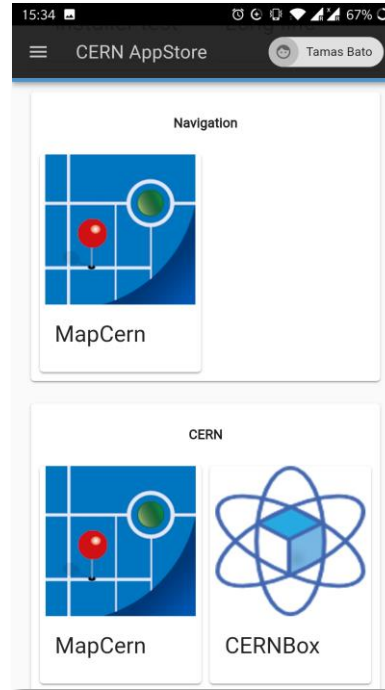 15:34 67%
CERN AppStore Tamas Bato
Navigation
MapCern
CERN
MapCern CERNBox